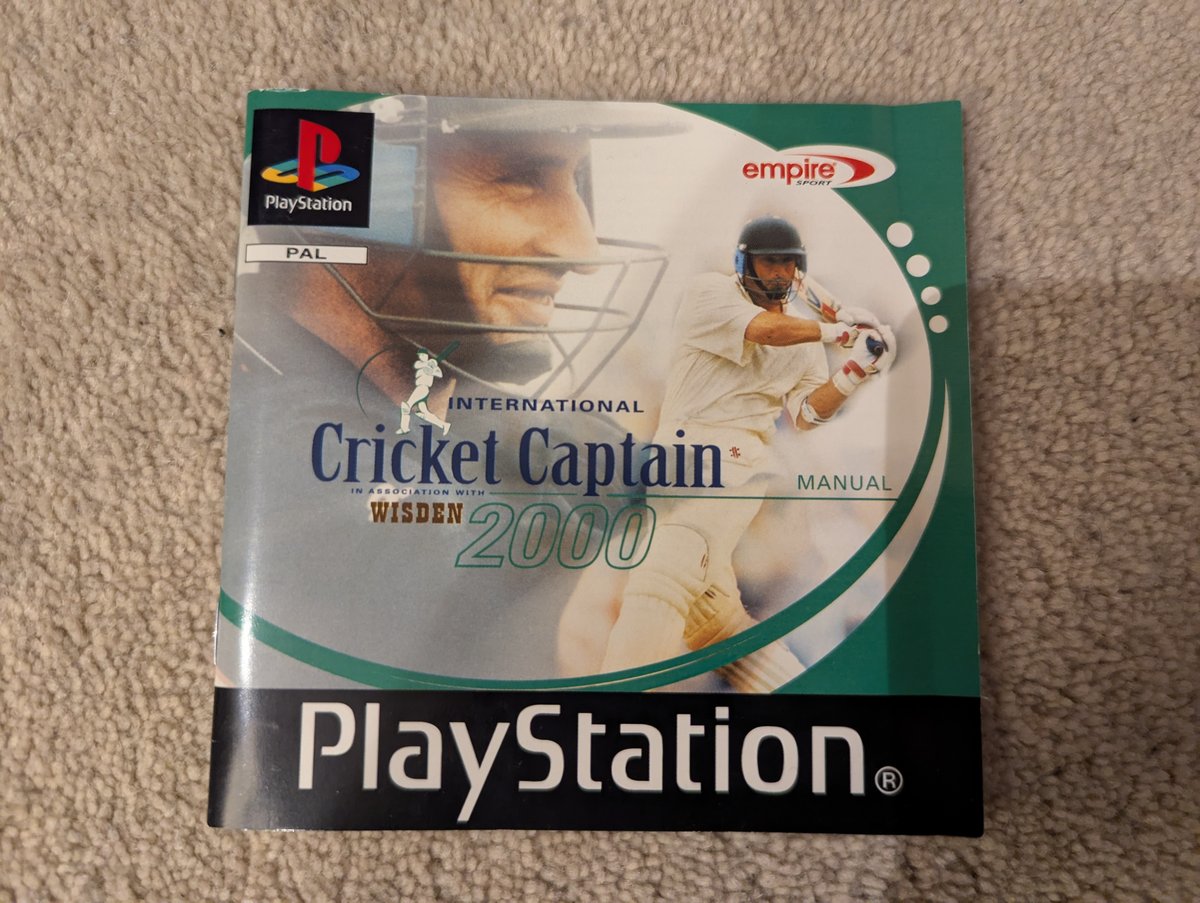 PlayStation
PAL
empire®
SPORT
INTERNATIONAL
Cricket Captain
IN ASSOCIATION WITH
WISDEN 2000
MANUAL
PlayStation®